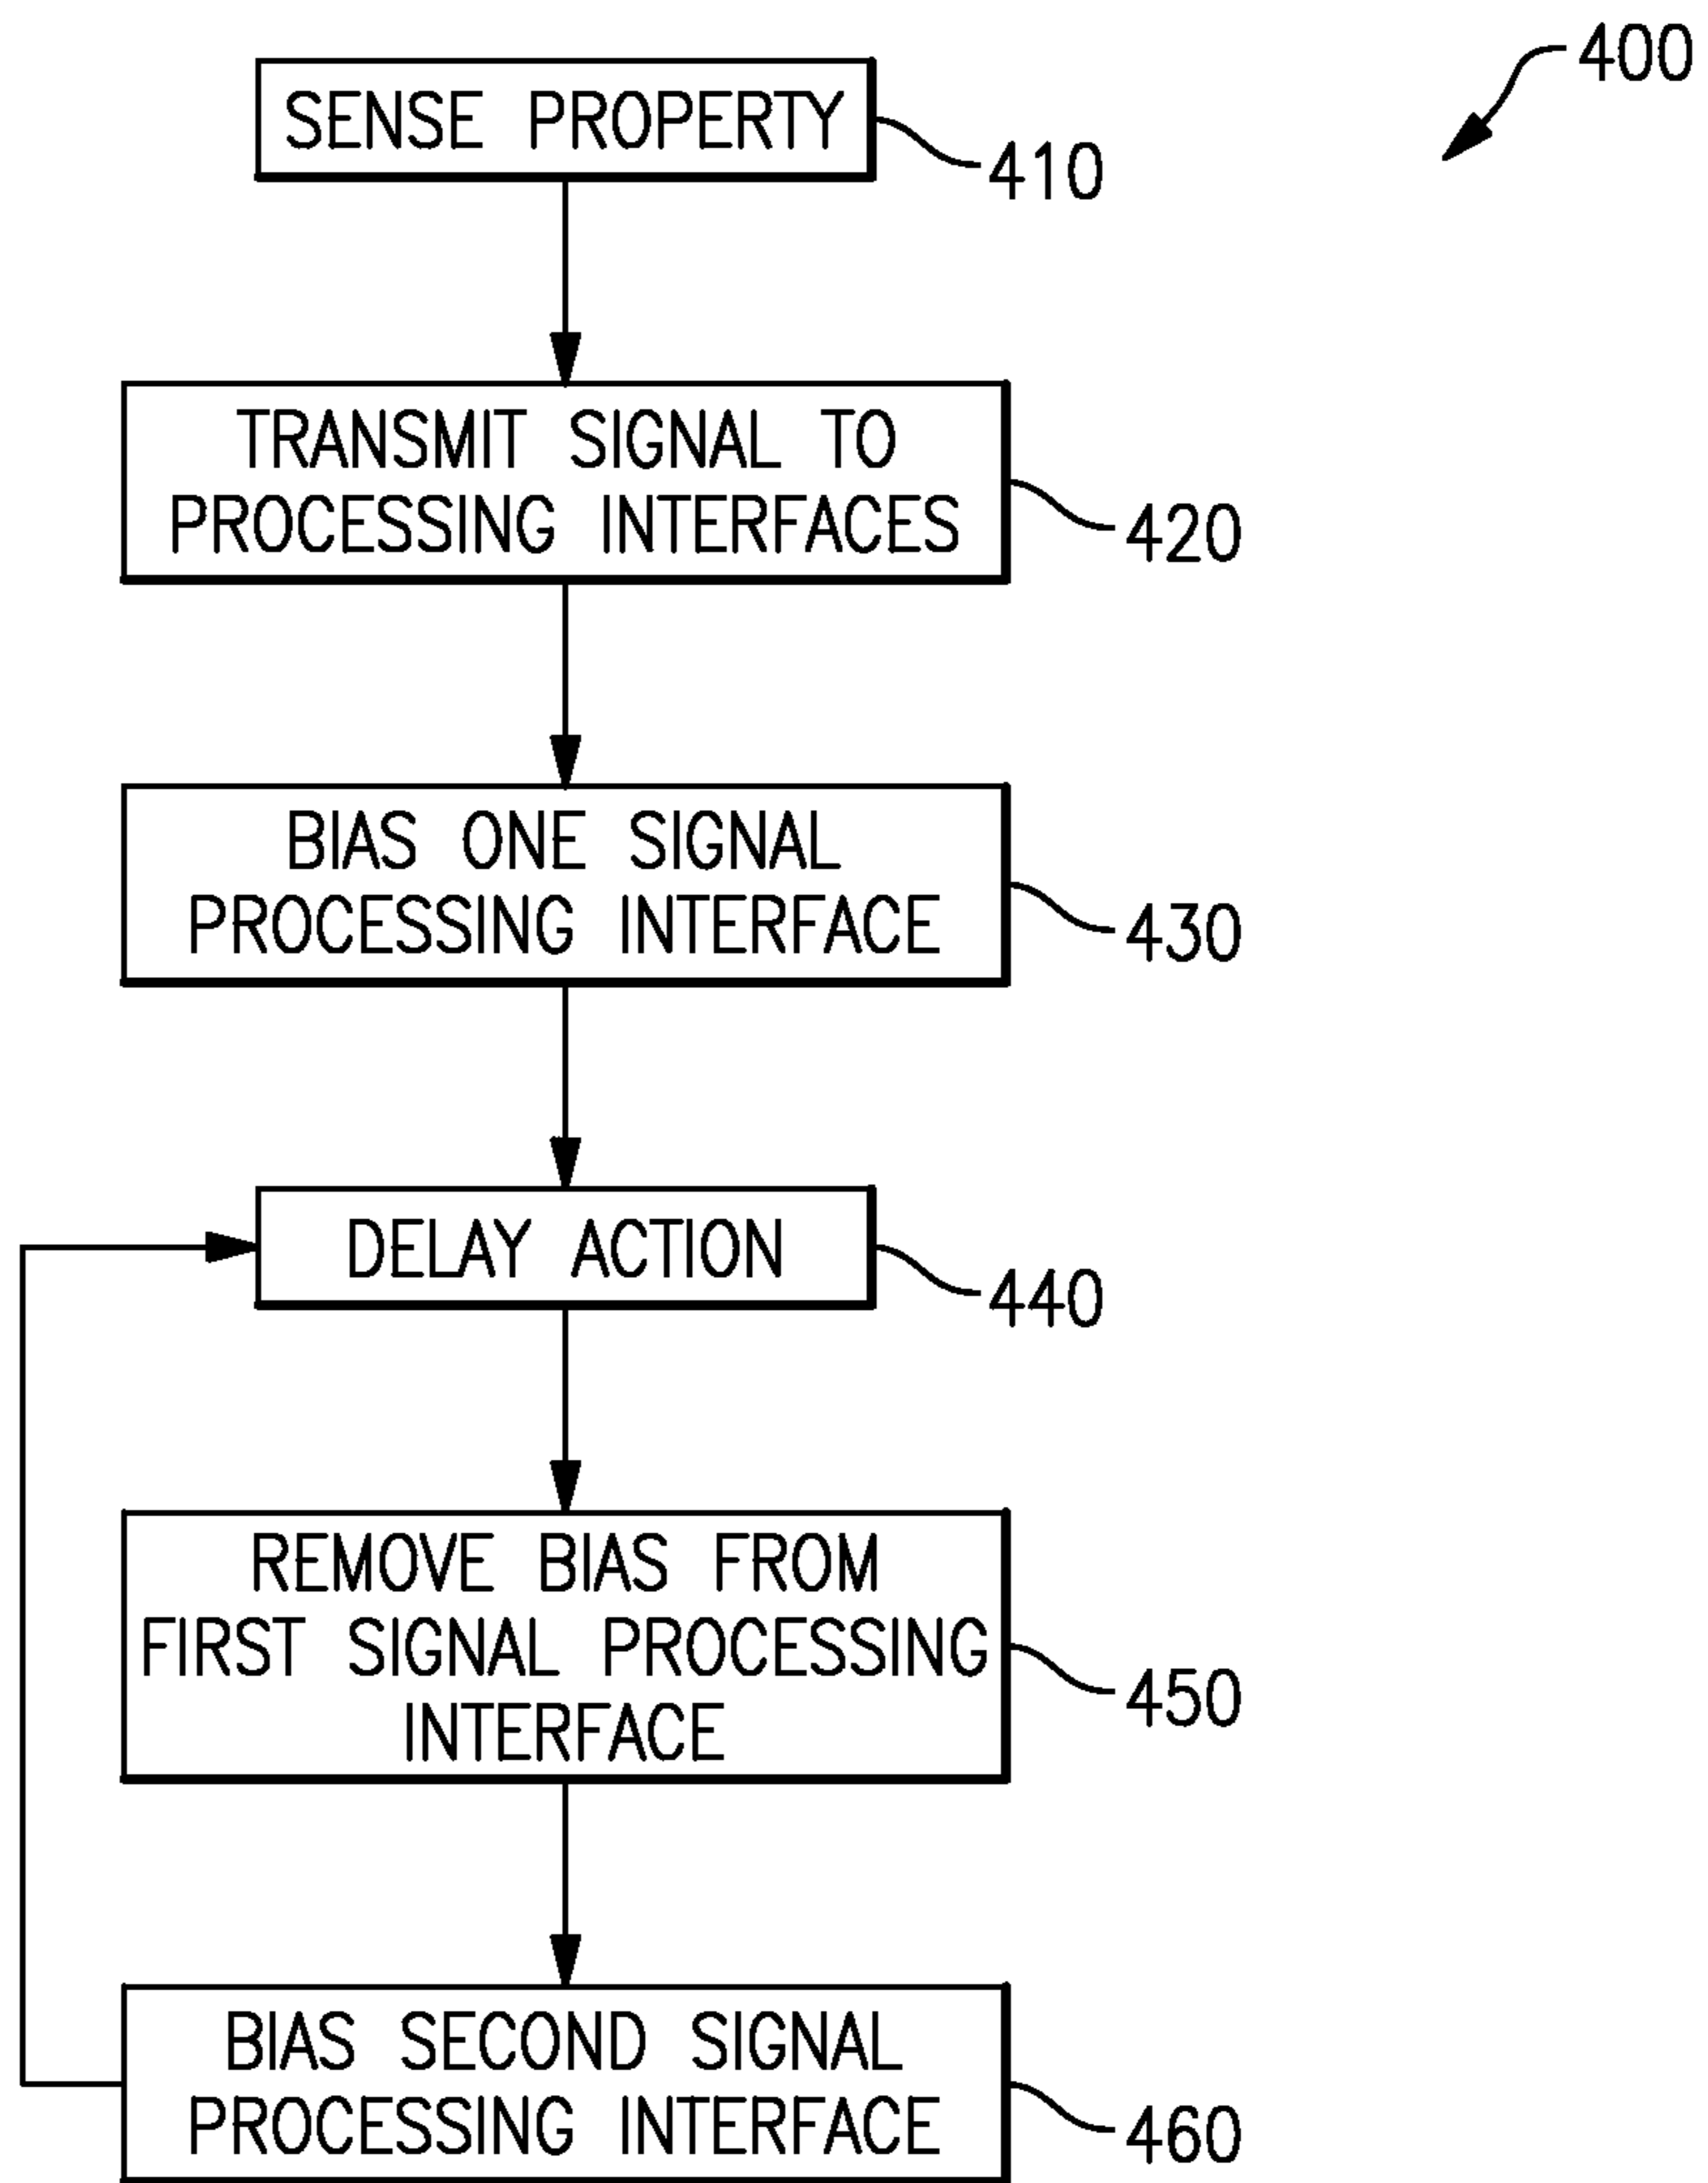 400
SENSE PROPERTY
410
TRANSMIT SIGNAL TO
PROCESSING INTERFACES
420
BIAS ONE SIGNAL
PROCESSING INTERFACE
430
DELAY ACTION
440
REMOVE BIAS FROM
FIRST SIGNAL PROCESSING
INTERFACE
450
BIAS SECOND SIGNAL
PROCESSING INTERFACE
460